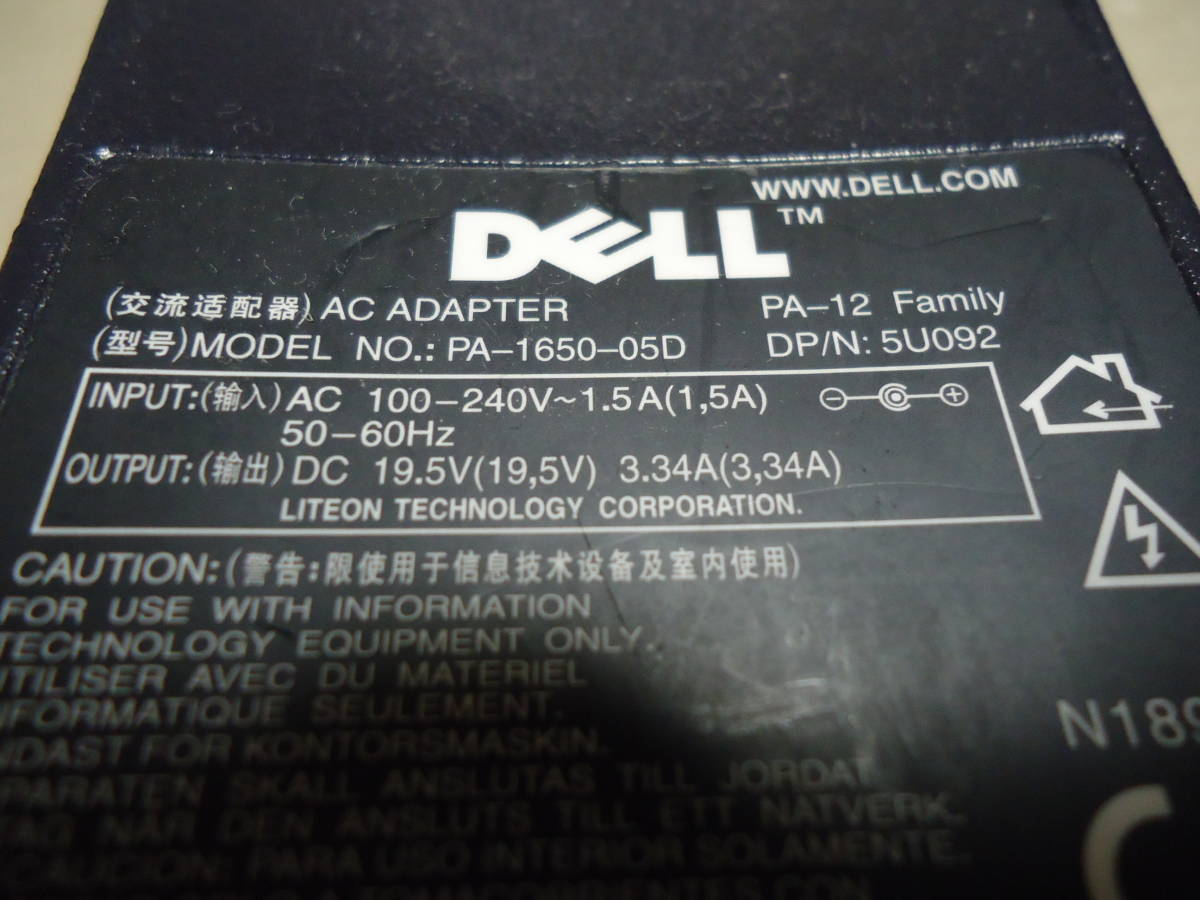 WWW.DELL.COM
DELL™
(交流适配器) AC ADAPTER PA-12 Family
(型号) MODEL NO.: PA-1650-05D DP/N: 5U092
INPUT:(输入) AC 100-240V~1.5A(1,5A)
50-60Hz
OUTPUT:(输出) DC 19.5V(19,5V) 3.34A(3,34A)
LITEON TECHNOLOGY CORPORATION.
CAUTION:(警告:限使用于信息技术设备及室内使用)
FOR USE WITH INFORMATION
TECHNOLOGY EQUIPMENT ONLY.
UTILISER AVEC DU MATERIEL
INFORMATIQUE SEULEMENT.
ENDAST FOR KONTORSMASKIN.
N189
APPARATEN SKALL ANSLUTAS TILL JORDAT
NÄR DEN ANSLUTS TILL ETT NATVERK.
PARA USO INTERIOR SOLAMENTE.